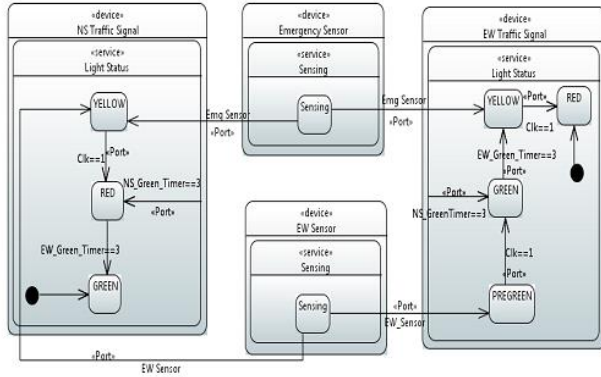 «device»
NS Traffic Signal
«service»
Light Status
YELLOW
«Port»
Clk==1
RED
NS_Green_Timer==3
«Port»
EW_Green_Timer==3
GREEN
«device»
Emergency Sensor
«service»
Sensing
Sensing
Emg Sensor
«Port»
Emg Sensor
«Port»
«device»
EW Sensor
«service»
Sensing
Sensing
«Port»
EW_Sensor
«Port»
EW Sensor
«device»
EW Traffic Signal
«service»
Light Status
YELLOW
«Port»
RED
Clk==1
EW_Green_Timer==3
«Port»
GREEN
«Port»
NS_GreenTimer==3
Clk==1
«Port»
PREGREEN